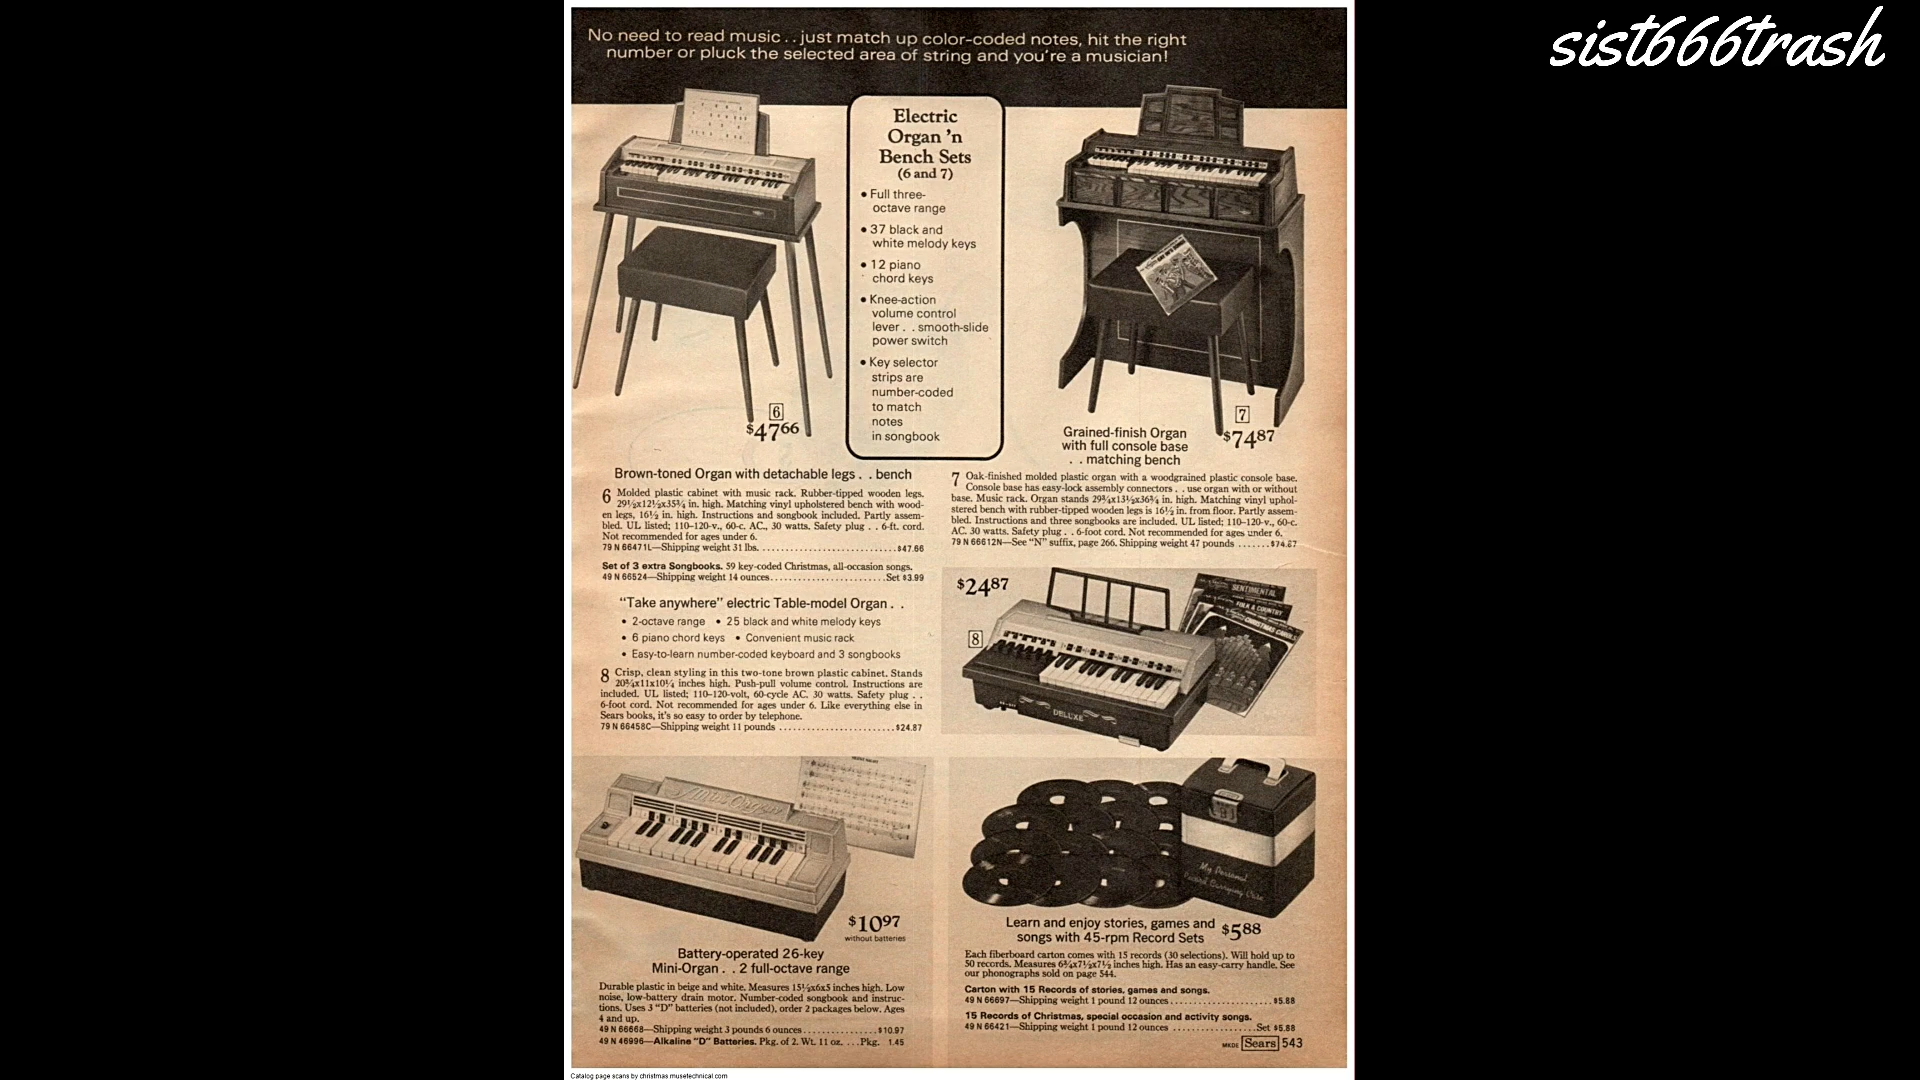 sist666trash
No need to read music . . just match up color-coded notes, hit the right
number or pluck the selected area of string and you're a musician!
Electric
Organ 'n
Bench Sets
(6 and 7)
• Full three-
octave range
• 37 black and
white melody keys
• 12 piano
chord keys
• Knee-action
volume control
lever . . smooth-slide
power switch
• Key selector
strips are
number-coded
to match
notes
in songbook
6
$47.66
7
$74.87
Grained-finish Organ
with full console base
. . matching bench
Brown-toned Organ with detachable legs . . bench
6 Molded plastic cabinet with music rack. Rubber-tipped wooden legs.
29½x12½x35¾ in. high. Matching vinyl upholstered bench with wood-
en legs, 16½ in. high. Instructions and songbook included. Partly assem-
bled. UL listed; 110–120-v., 60-c. AC., 30 watts. Safety plug . . 6-ft. cord.
Not recommended for ages under 6.
79 N 66471L—Shipping weight 31 lbs. . . . . . . . . . . . . . . . . $47.66
Set of 3 extra Songbooks. 59 key-coded Christmas, all-occasion songs.
49 N 66524—Shipping weight 14 ounces . . . . . . . . . . . . . Set $3.99
7 Oak-finished molded plastic organ with a woodgrained plastic console base.
Console base has easy-lock assembly connectors . . use organ with or without
base. Music rack. Organ stands 29¾x13½x36¾ in. high. Matching vinyl uphol-
stered bench with rubber-tipped wooden legs is 16½ in. from floor. Partly assem-
bled. Instructions and three songbooks are included. UL listed; 110–120-v., 60-c.
AC. 30 watts. Safety plug . . 6-foot cord. Not recommended for ages under 6.
79 N 66612N—See "N" suffix, page 266. Shipping weight 47 pounds . . . . . . . $74.87
"Take anywhere" electric Table-model Organ . .
• 2-octave range • 25 black and white melody keys
• 6 piano chord keys • Convenient music rack
• Easy-to-learn number-coded keyboard and 3 songbooks
8 Crisp, clean styling in this two-tone brown plastic cabinet. Stands
20¾x11x10¼ inches high. Push-pull volume control. Instructions are
included. UL listed; 110–120-volt, 60-cycle AC. 30 watts. Safety plug . .
6-foot cord. Not recommended for ages under 6. Like everything else in
Sears books, it's so easy to order by telephone.
79 N 66458C—Shipping weight 11 pounds . . . . . . . . . . . . . . $24.87
$24.87
8
SENTIMENTAL
FOLK & COUNTRY
CHRISTMAS CAROLS
DELUXE
Mini-Organ
$10.97
without batteries
Battery-operated 26-key
Mini-Organ . . 2 full-octave range
Durable plastic in beige and white. Measures 15½x6x5 inches high. Low
noise, low-battery drain motor. Number-coded songbook and instruc-
tions. Uses 3 "D" batteries (not included), order 2 packages below. Ages
4 and up.
49 N 66668—Shipping weight 3 pounds 6 ounces . . . . . . . . . . . . $10.97
49 N 46996—Alkaline "D" Batteries. Pkg. of 2. Wt. 11 oz. . . . Pkg. 1.45
My Personal
Record Carrying Case
Learn and enjoy stories, games and
songs with 45-rpm Record Sets
$5.88
Each fiberboard carton comes with 15 records (30 selections). Will hold up to
50 records. Measures 6¾x7½x7½ inches high. Has an easy-carry handle. See
our phonographs sold on page 544.
Carton with 15 Records of stories, games and songs.
49 N 66697—Shipping weight 1 pound 12 ounces . . . . . . . . . . . . . $5.88
15 Records of Christmas, special occasion and activity songs.
49 N 66421—Shipping weight 1 pound 12 ounces . . . . . . . . . . Set $5.88
MKDE Sears 543
Catalog page scans by christmas.musetechnical.com